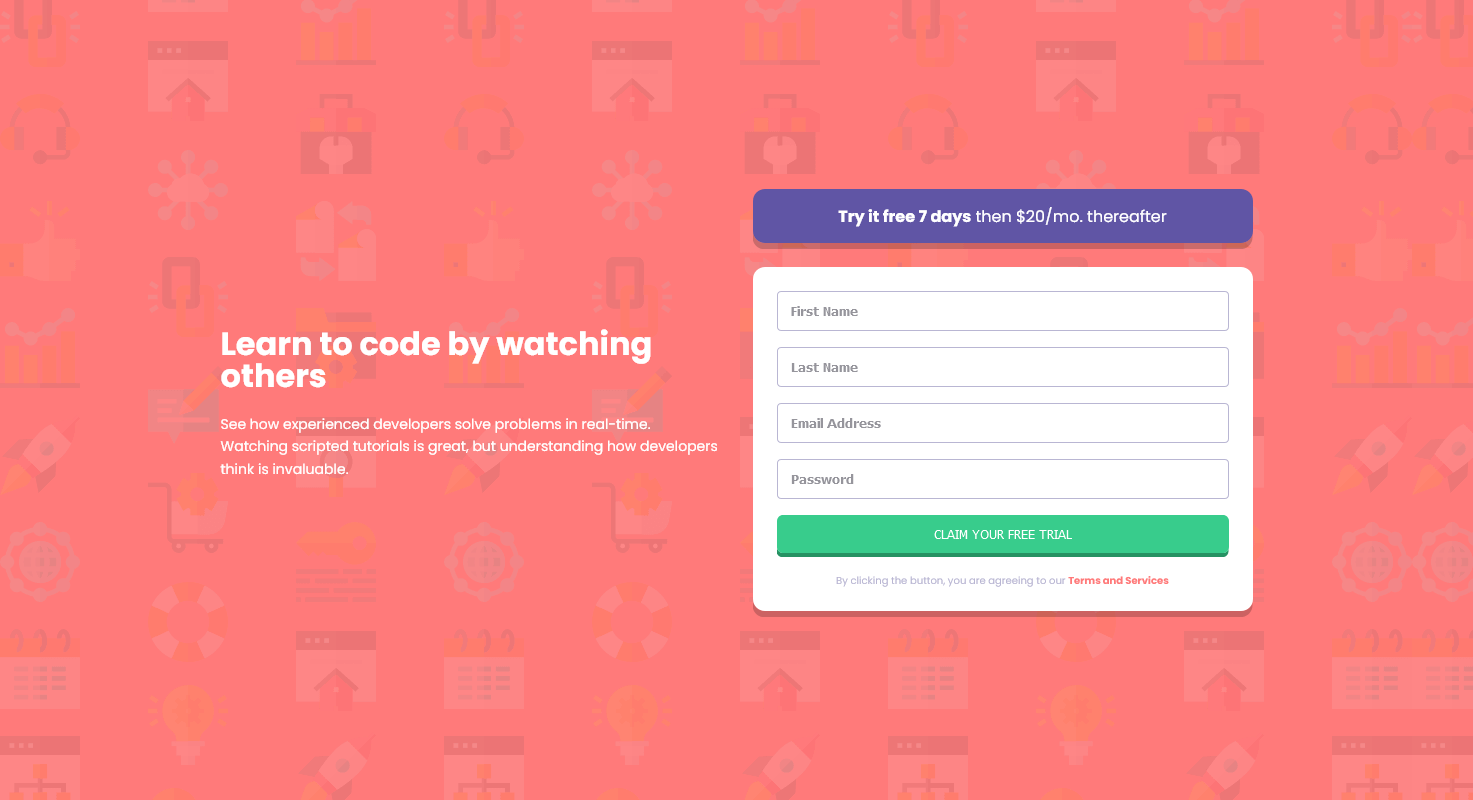 Learn to code by watching
others
See how experienced developers solve problems in real-time.
Watching scripted tutorials is great, but understanding how developers
think is invaluable.
Try it free 7 days then $20/mo. thereafter
First Name
Last Name
Email Address
Password
CLAIM YOUR FREE TRIAL
By clicking the button, you are agreeing to our Terms and Services